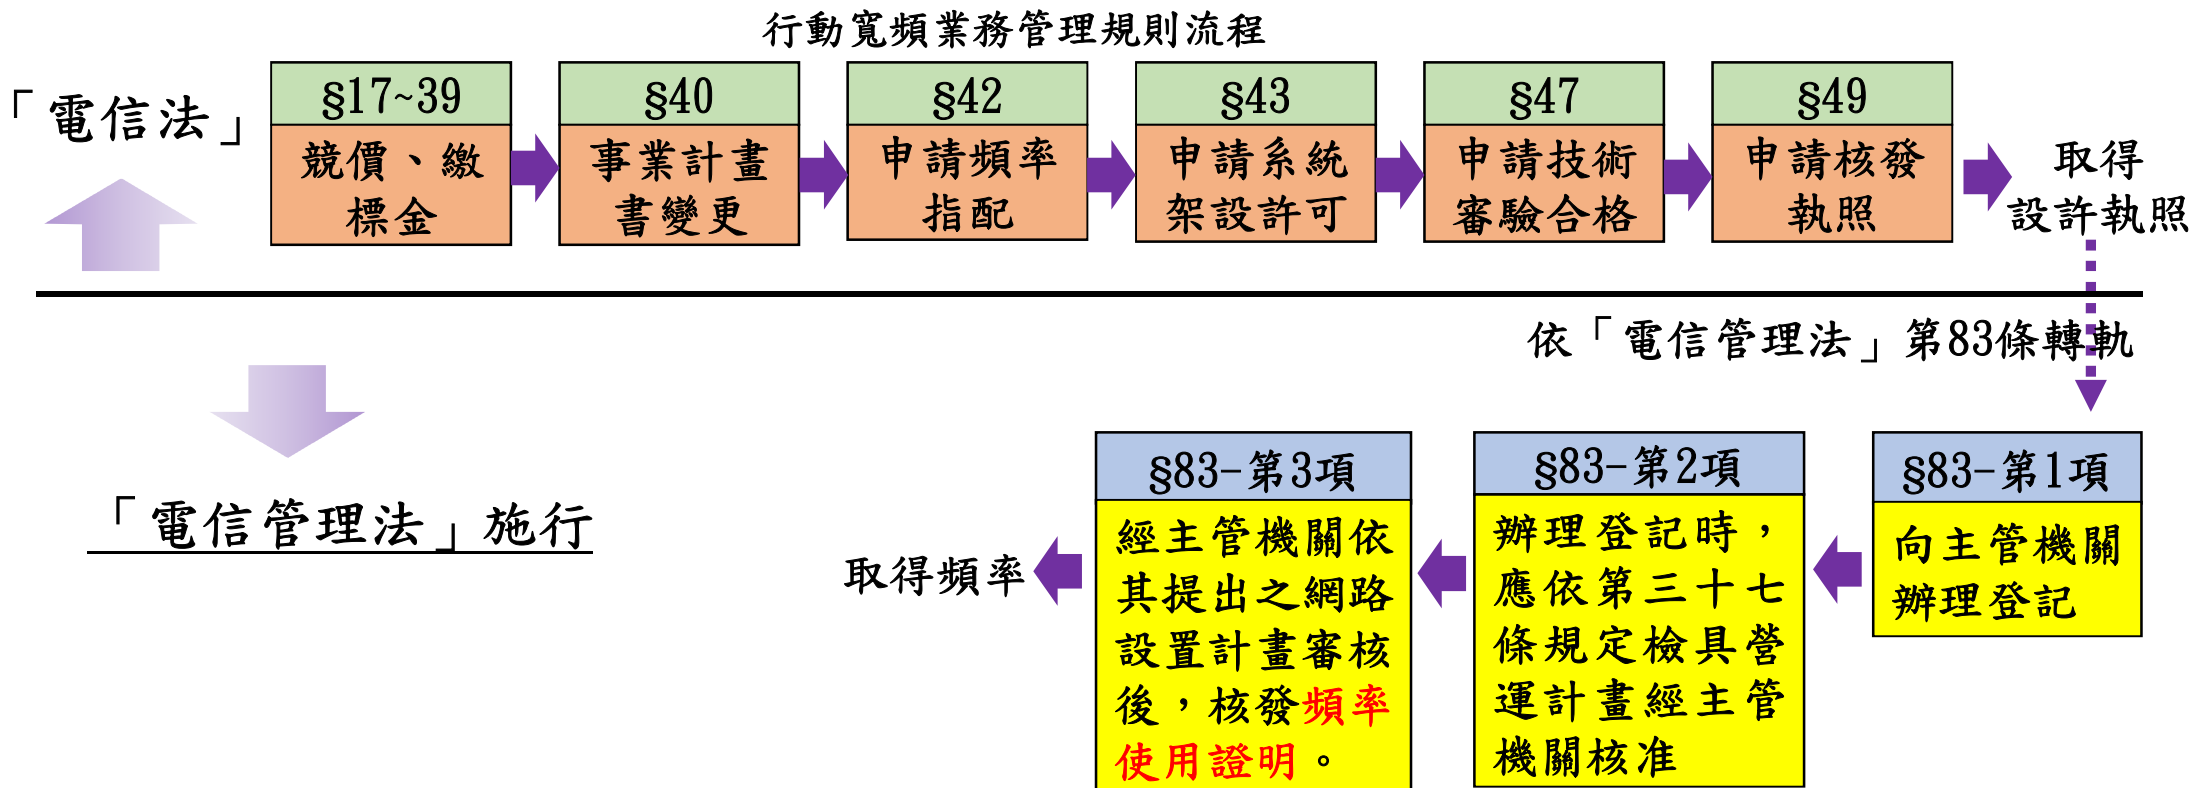 行動寬頻業務管理規則流程
「電信法」
§17~39
競價、繳
標金
§40
事業計畫
書變更
§42
申請頻率
指配
§43
申請系統
架設許可
§47
申請技術
審驗合格
§49
申請核發
執照
取得
設許執照
依「電信管理法」第83條轉軌
「電信管理法」施行
§83-第1項
向主管機關
辦理登記
§83-第2項
辦理登記時，
應依第三十七
條規定檢具營
運計畫經主管
機關核准
§83-第3項
經主管機關依
其提出之網路
設置計畫審核
後，核發頻率
使用證明。
取得頻率